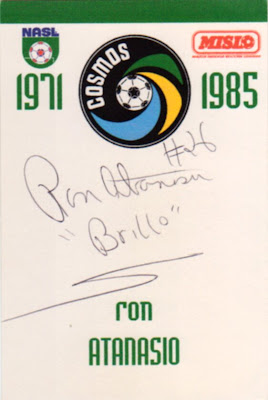 NASL
MISL
1971
COSMOS
1985
#26
Ron Atanasio
"Brillo"
ron
ATANASIO